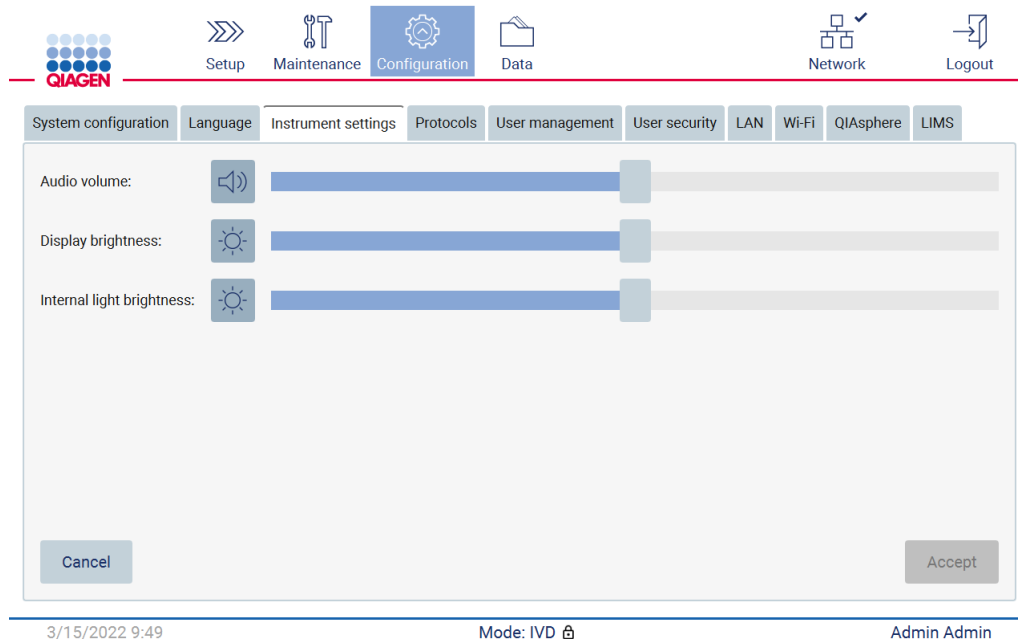 QIAGEN
Setup Maintenance Configuration Data Network Logout
System configuration Language Instrument settings Protocols User management User security LAN Wi-Fi QIAsphere LIMS
Audio volume:
Display brightness:
Internal light brightness:
Cancel Accept
3/15/2022 9:49 Mode: IVD Admin Admin